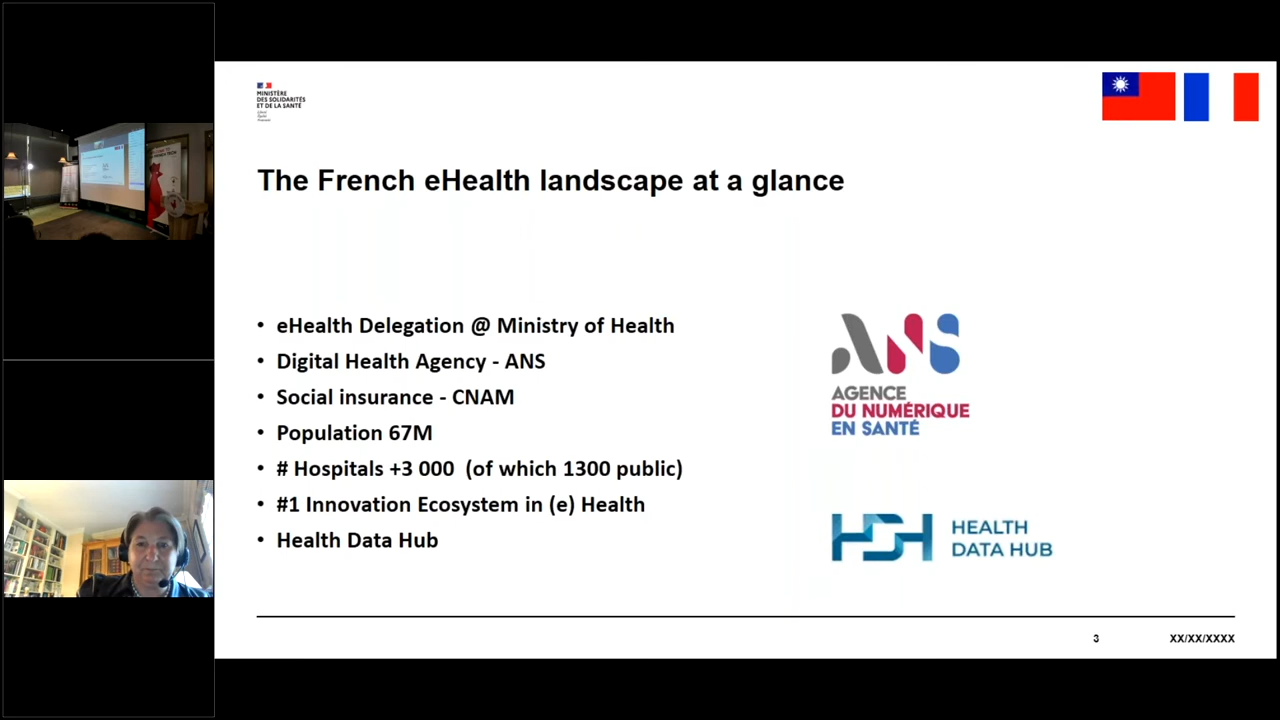 MINISTÈRE
DES SOLIDARITÉS
ET DE LA SANTÉ
The French eHealth landscape at a glance
• eHealth Delegation @ Ministry of Health
• Digital Health Agency - ANS
• Social insurance - CNAM
• Population 67M
• # Hospitals +3 000 (of which 1300 public)
• #1 Innovation Ecosystem in (e) Health
• Health Data Hub
ANS
AGENCE
DU NUMÉRIQUE
EN SANTÉ
HDH
HEALTH
DATA HUB
3
XX/XX/XXXX